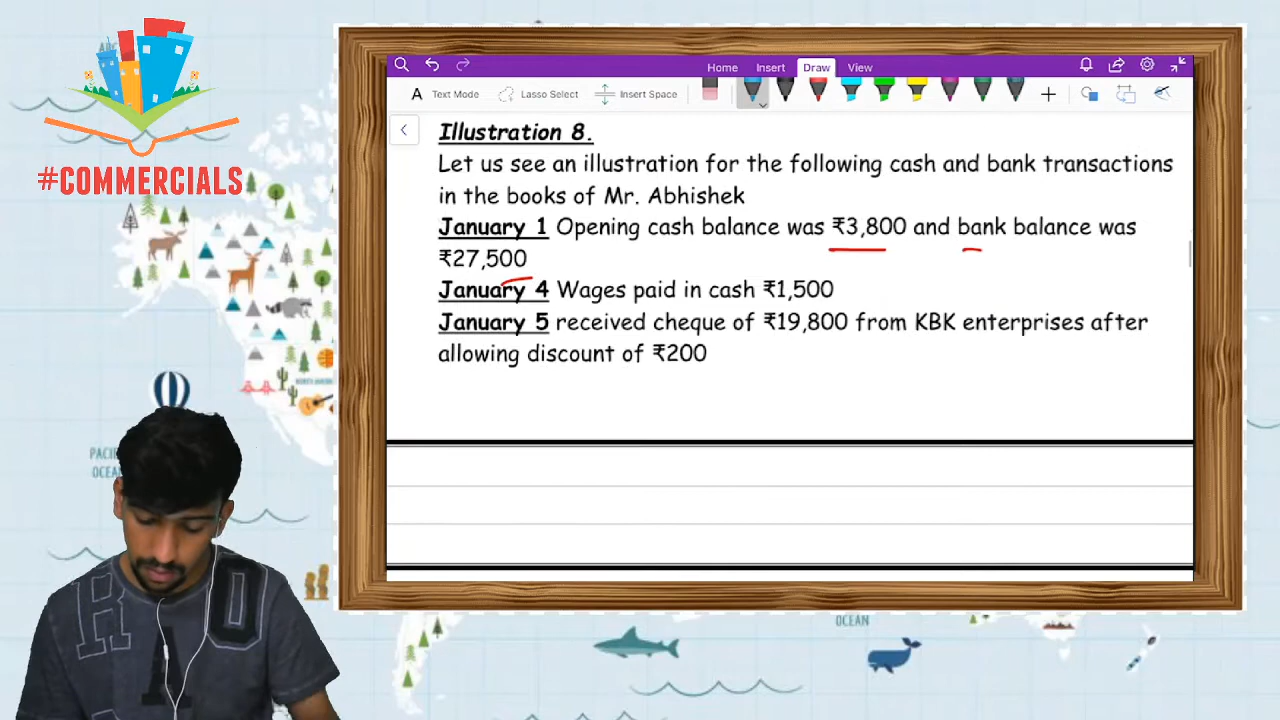 #COMMERCIALS
Home Insert Draw View
A Text Mode Lasso Select Insert Space
Illustration 8.
Let us see an illustration for the following cash and bank transactions
in the books of Mr. Abhishek
January 1 Opening cash balance was ₹3,800 and bank balance was
₹27,500
January 4 Wages paid in cash ₹1,500
January 5 received cheque of ₹19,800 from KBK enterprises after
allowing discount of ₹200
OCEAN